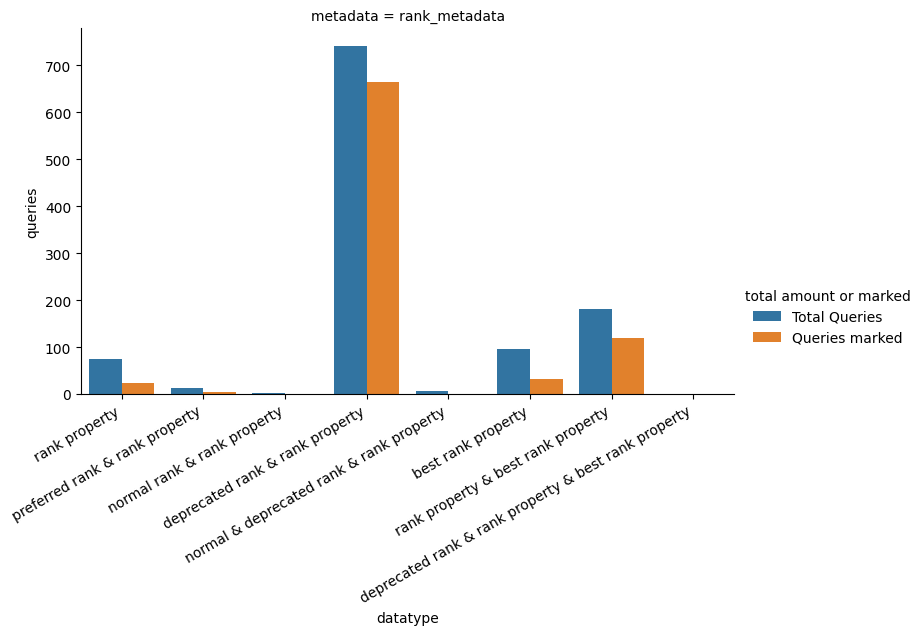 metadata = rank_metadata
queries
700
600
500
400
300
200
100
0
rank property
preferred rank & rank property
normal rank & rank property
deprecated rank & rank property
normal & deprecated rank & rank property
best rank property
rank property & best rank property
deprecated rank & rank property & best rank property
datatype
total amount or marked
Total Queries
Queries marked